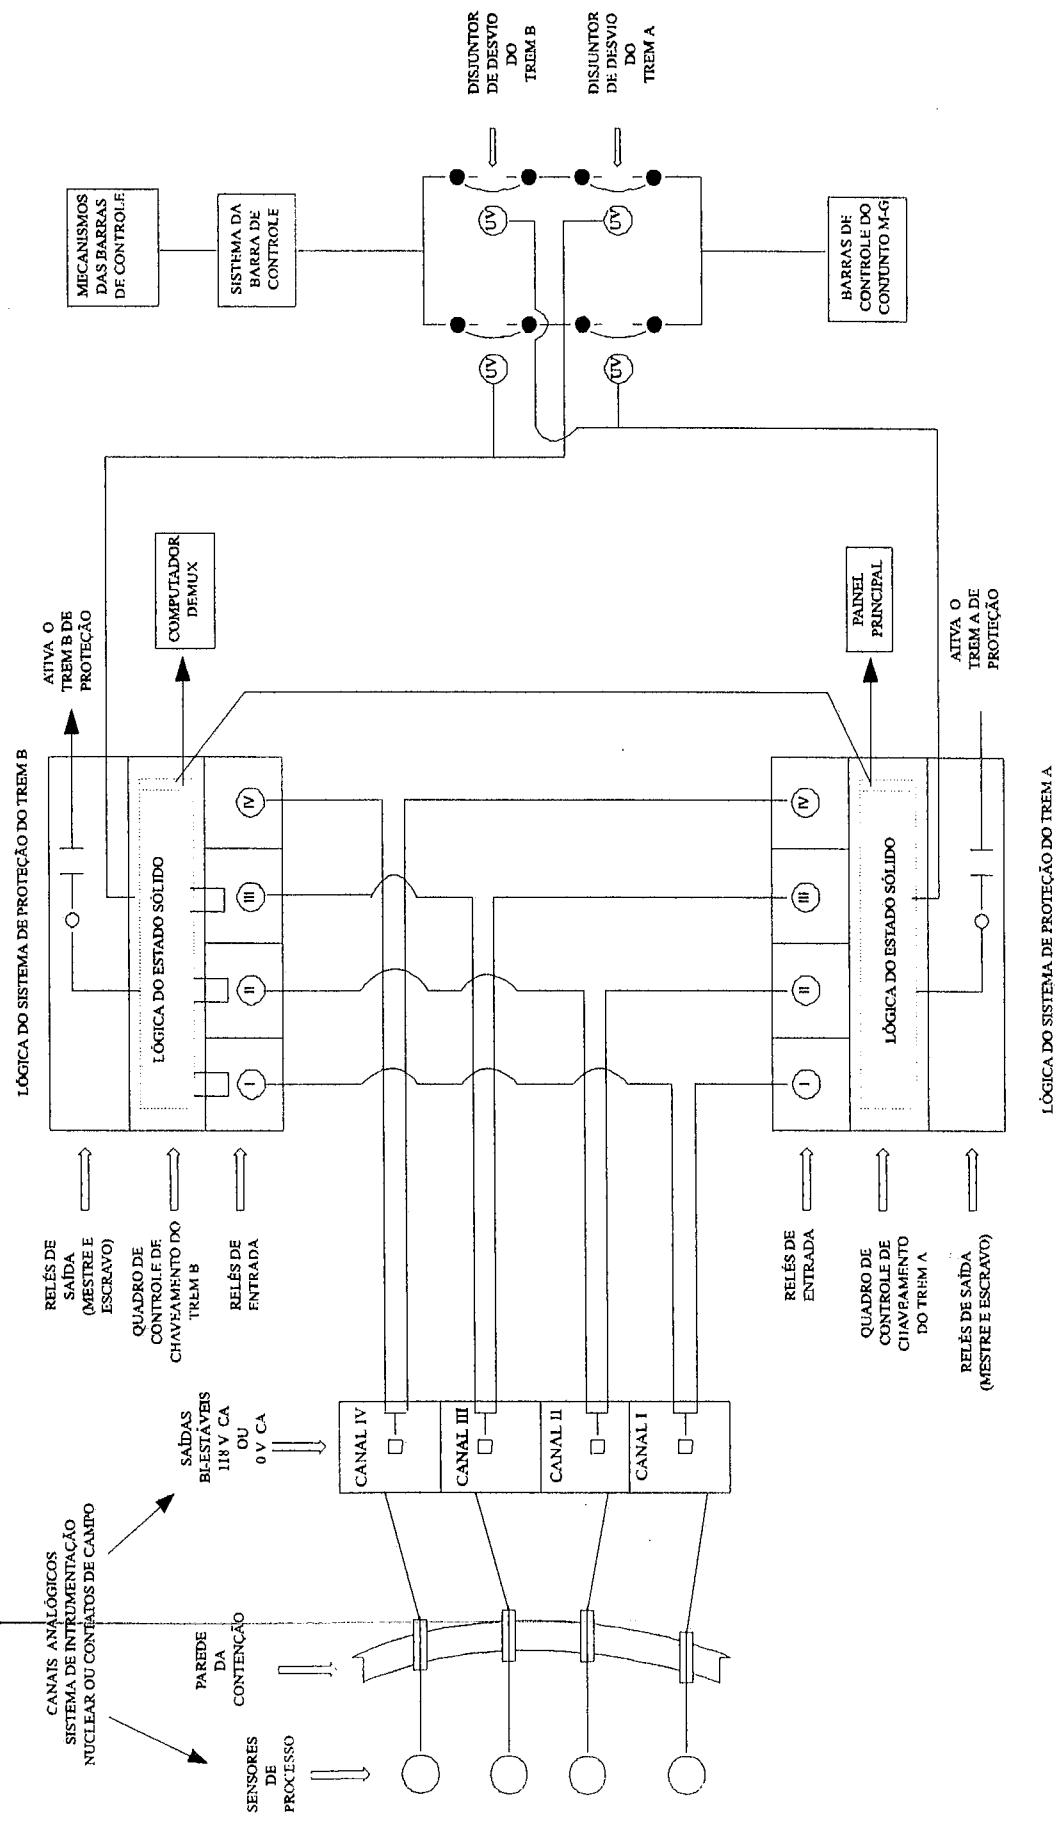 CANAIS ANALÓGICOS
SISTEMA DE INTRUMENTAÇÃO
NUCLEAR OU CONTATOS DE CAMPO
SENSORES
DE
PROCESSO
PAREDE
DA
CONTENÇÃO
SAÍDAS
BI-ESTÁVEIS
118 V CA
OU
0 V CA
CANAL IV
CANAL III
CANAL II
CANAL I
LÓGICA DO SISTEMA DE PROTEÇÃO DO TREM B
RELÉS DE
SAÍDA
(MESTRE E
ESCRAVO)
QUADRO DE
CONTROLE DE
CHAVEAMENTO DO
TREM B
RELÉS DE
ENTRADA
LÓGICA DO ESTADO SÓLIDO
I
II
III
IV
ATIVA O
TREM B DE
PROTEÇÃO
COMPUTADOR
DEMUX
RELÉS DE
ENTRADA
QUADRO DE
CONTROLE DE
CHAVEAMENTO
DO TREM A
RELÉS DE SAÍDA
(MESTRE E ESCRAVO)
I
II
III
IV
LÓGICA DO ESTADO SÓLIDO
PAINEL
PRINCIPAL
ATIVA O
TREM A DE
PROTEÇÃO
LÓGICA DO SISTEMA DE PROTEÇÃO DO TREM A
UV
UV
UV
UV
MECANISMOS
DAS BARRAS
DE CONTROLE
SISTEMA DA
BARRA DE
CONTROLE
BARRAS DE
CONTROLE DO
CONJUNTO M-G
DISJUNTOR
DE DESVIO
DO
TREM B
DISJUNTOR
DE DESVIO
DO
TREM A